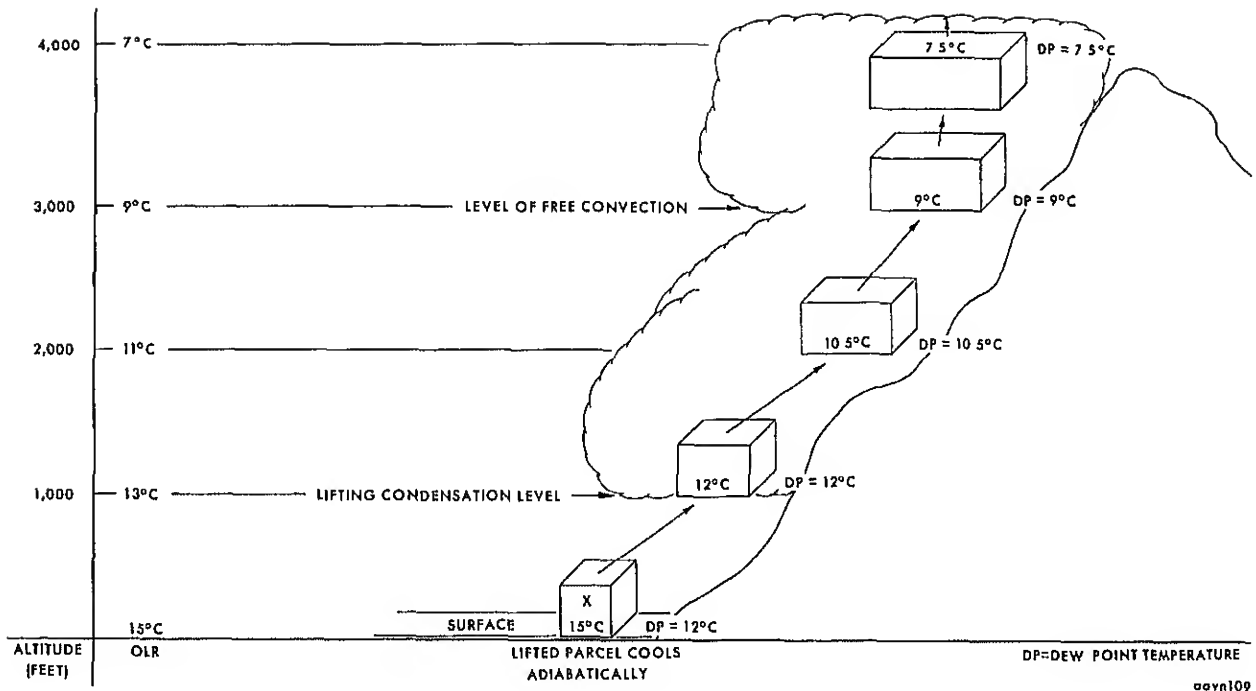 4,000 7°C 7 5°C DP = 7 5°C
3,000 9°C LEVEL OF FREE CONVECTION 9°C DP = 9°C
2,000 11°C 10 5°C DP = 10 5°C
1,000 13°C LIFTING CONDENSATION LEVEL 12°C DP = 12°C
X
SURFACE 15°C DP = 12°C
15°C
ALTITUDE OLR LIFTED PARCEL COOLS DP=DEW POINT TEMPERATURE
(FEET) ADIABATICALLY